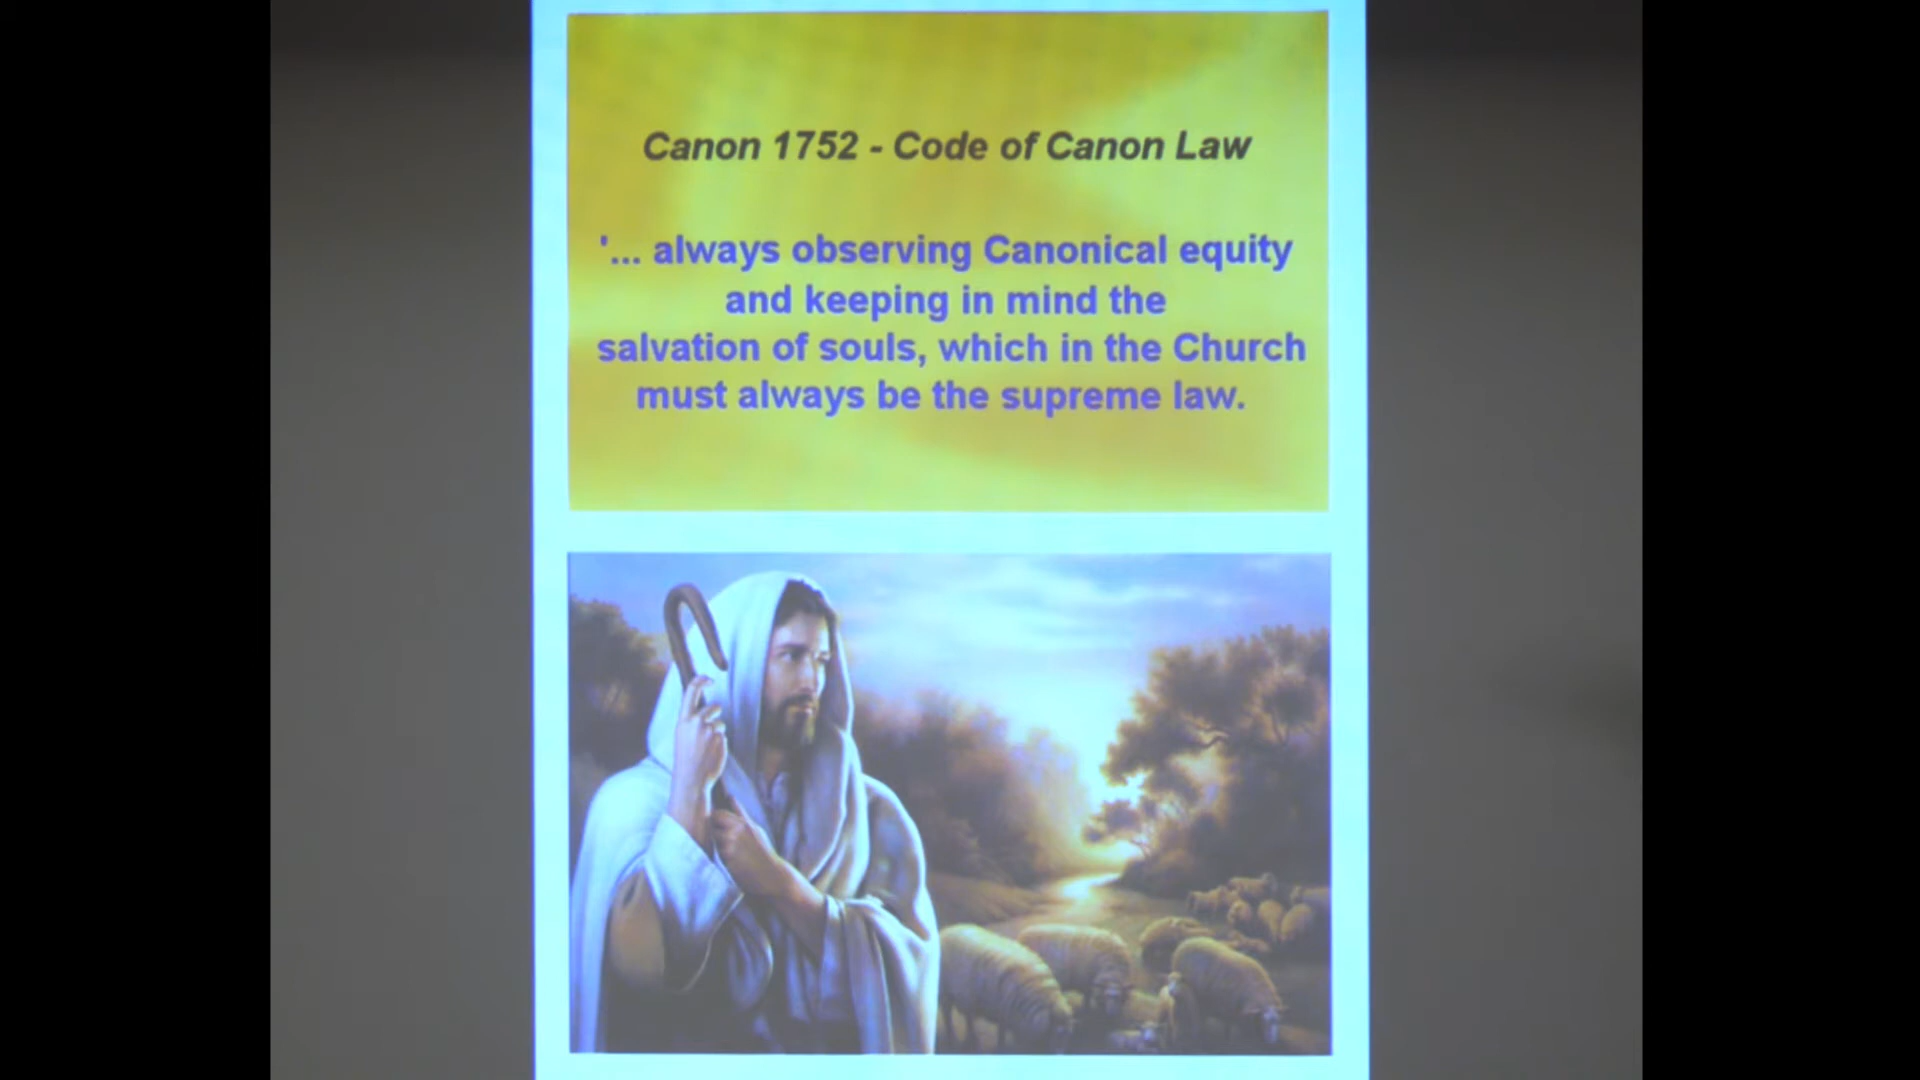 Canon 1752 - Code of Canon Law
'... always observing Canonical equity
and keeping in mind the
salvation of souls, which in the Church
must always be the supreme law.